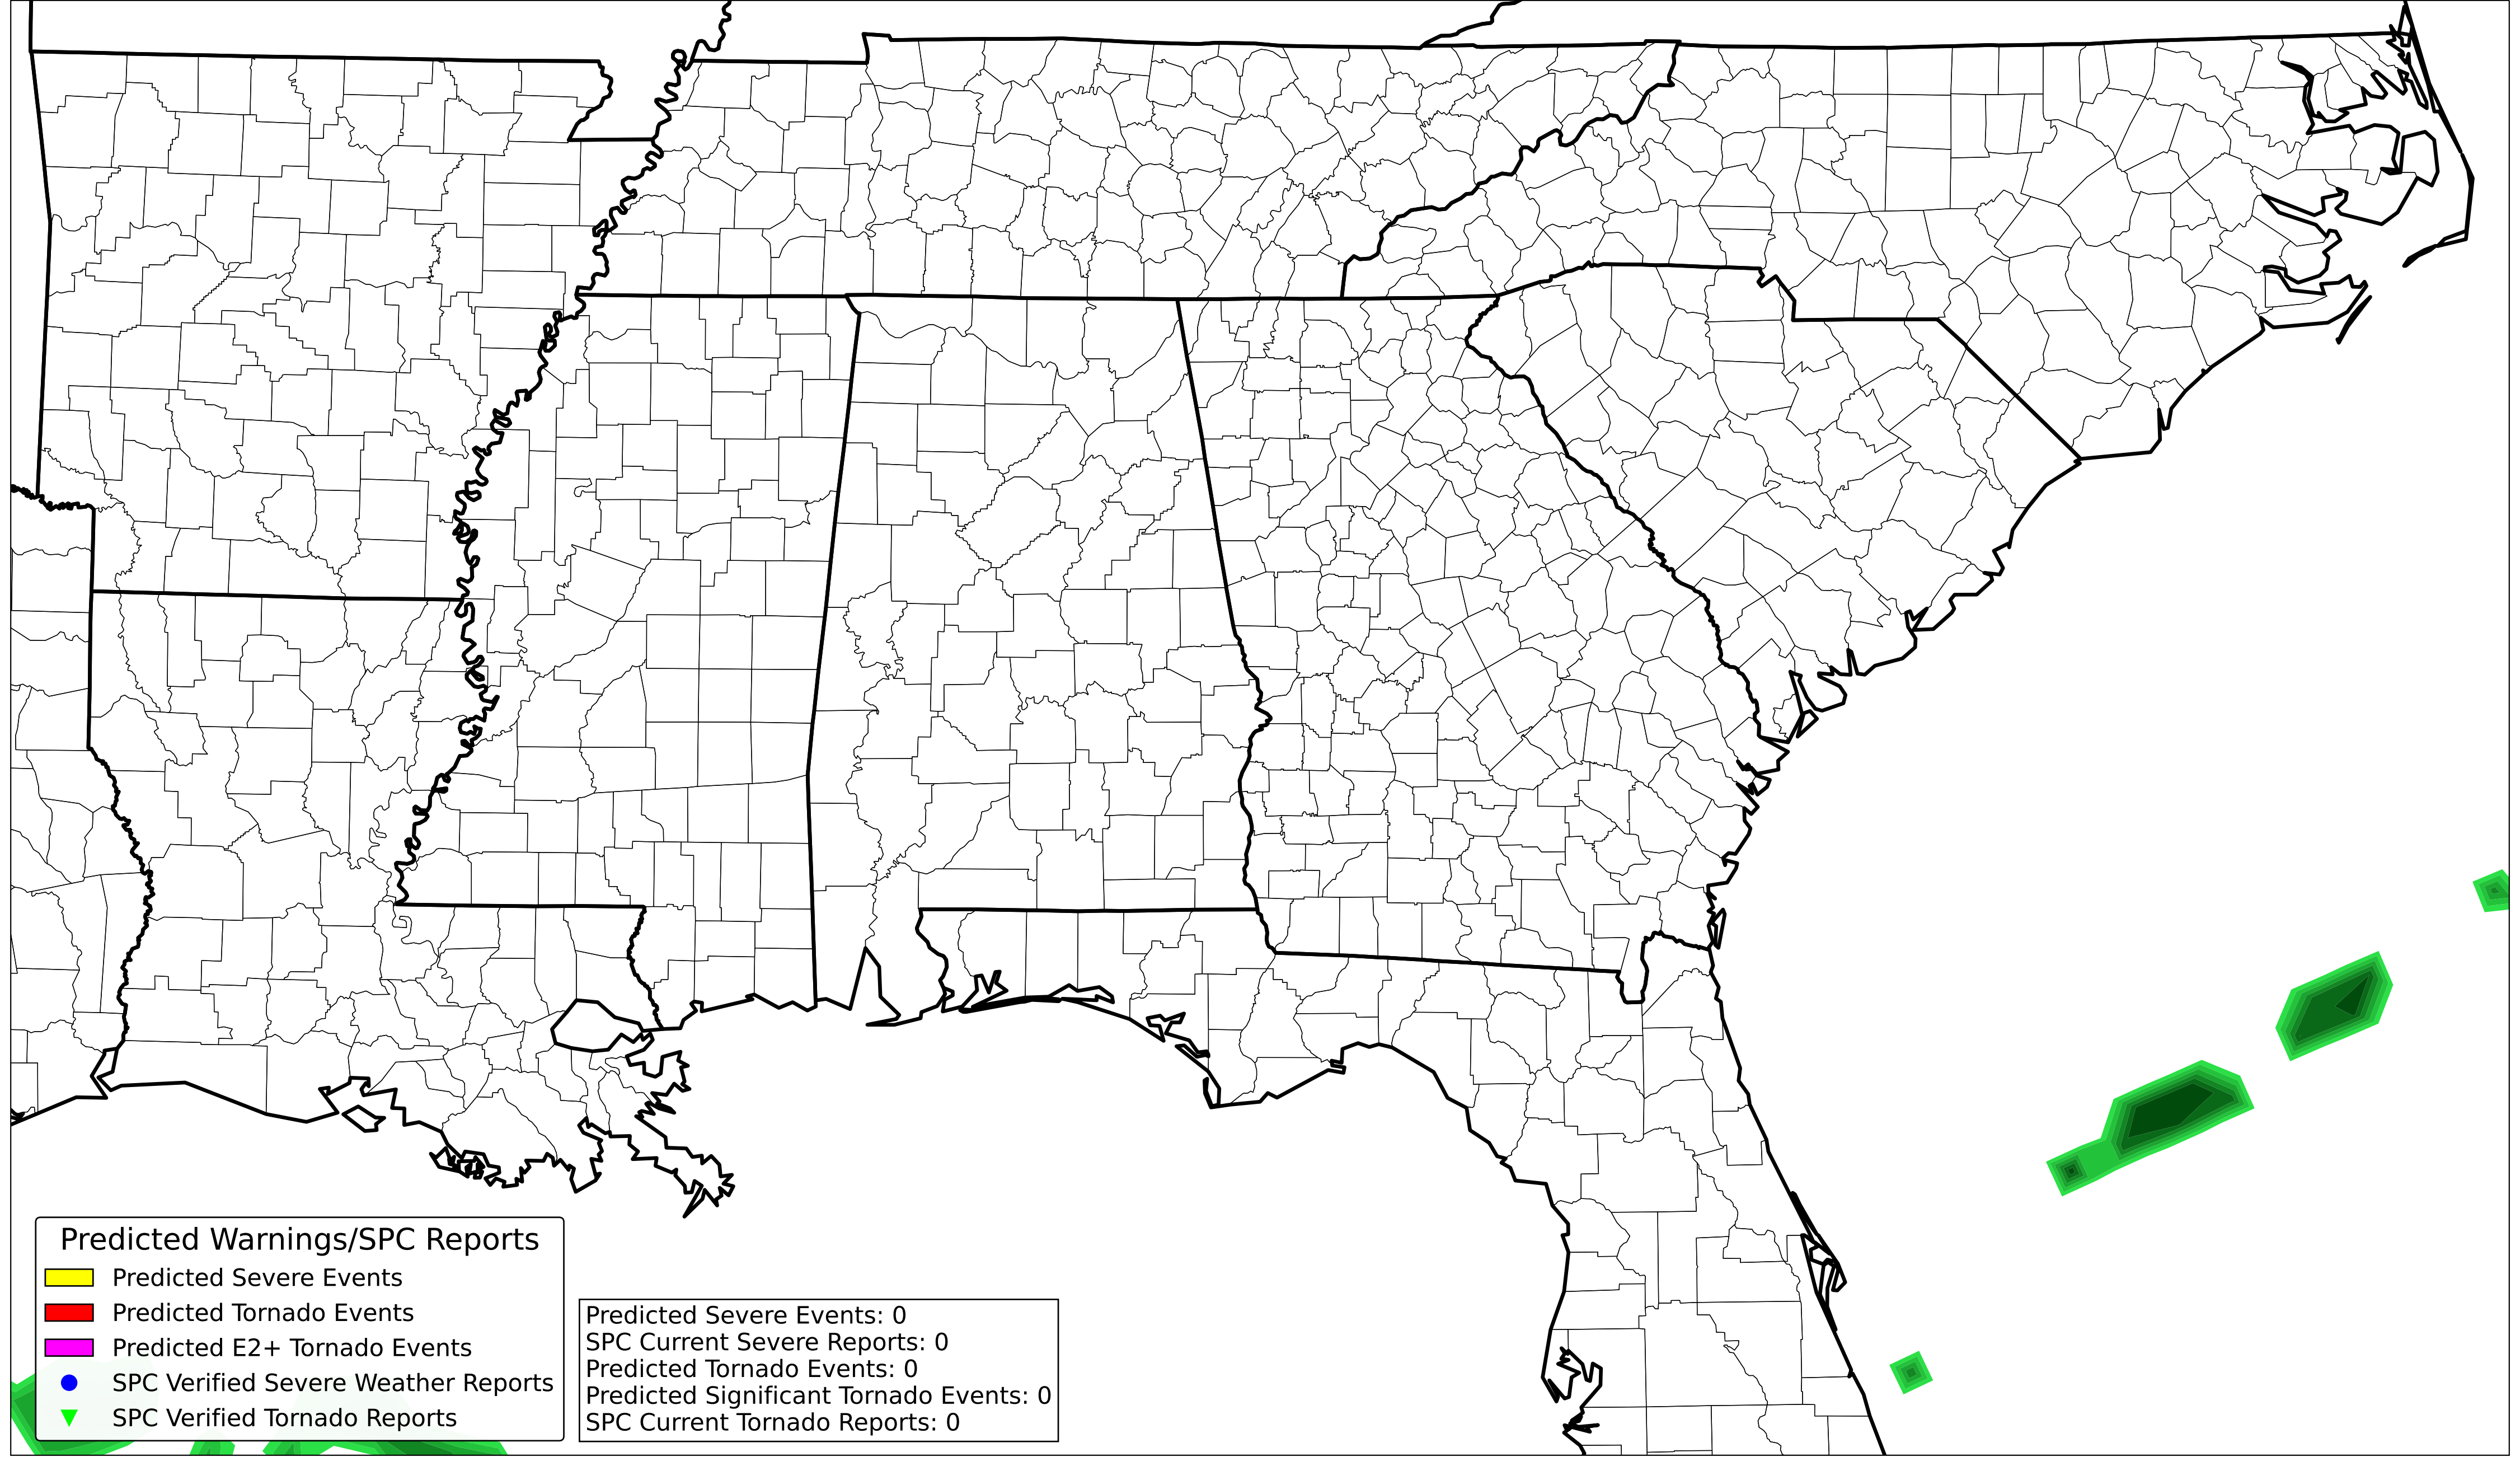 Predicted Warnings/SPC Reports
Predicted Severe Events
Predicted Tornado Events
Predicted E2+ Tornado Events
SPC Verified Severe Weather Reports
SPC Verified Tornado Reports
Predicted Severe Events: 0
SPC Current Severe Reports: 0
Predicted Tornado Events: 0
Predicted Significant Tornado Events: 0
SPC Current Tornado Reports: 0